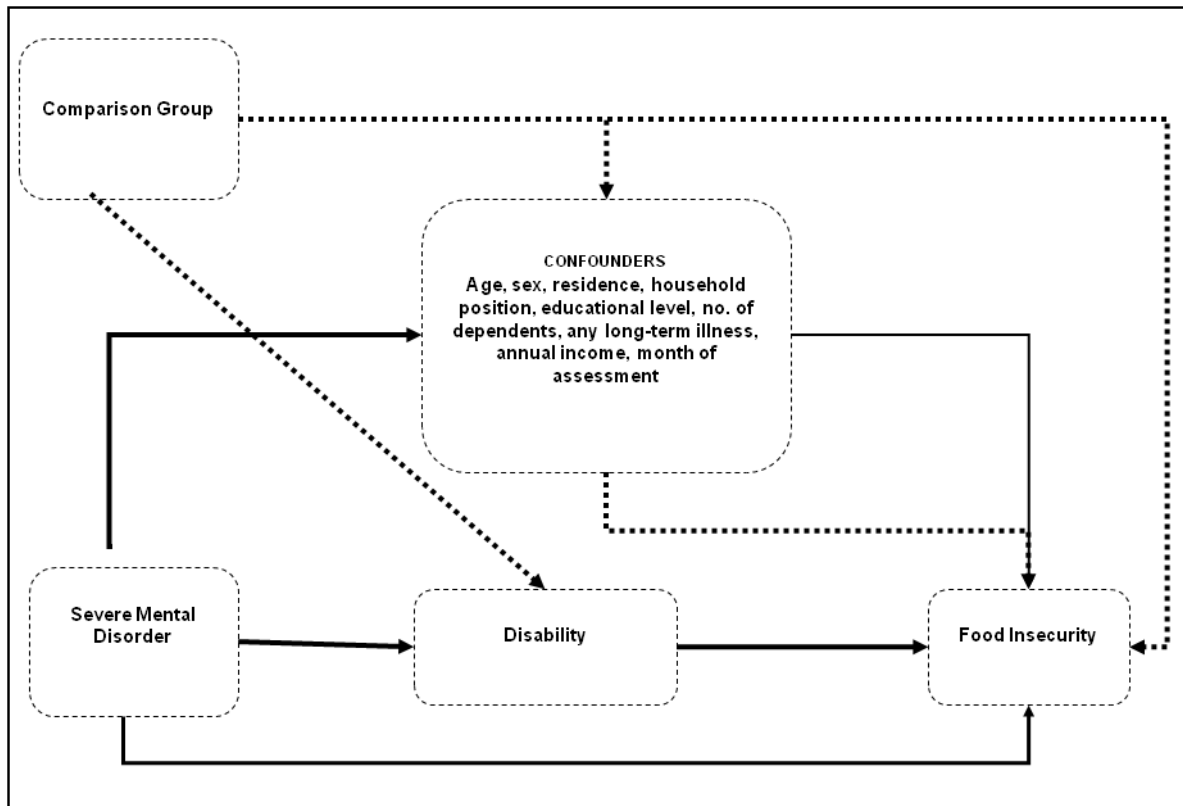 Comparison Group
CONFOUNDERS
Age, sex, residence, household
position, educational level, no. of
dependents, any long-term illness,
annual income, month of
assessment
Severe Mental
Disorder
Disability
Food Insecurity